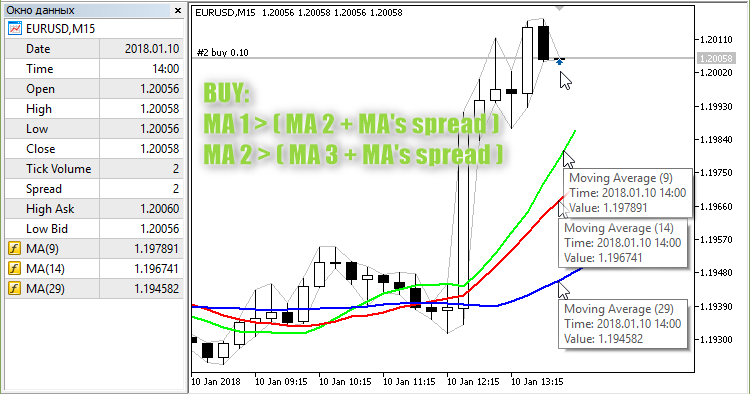 Окно данных
EURUSD,M15
Date 2018.01.10
Time 14:00
Open 1.20056
High 1.20058
Low 1.20056
Close 1.20058
Tick Volume 2
Spread 2
High Ask 1.20060
Low Bid 1.20056
MA(9) 1.197891
MA(14) 1.196741
MA(29) 1.194582
EURUSD,M15 1.20056 1.20058 1.20056 1.20058
#2 buy 0.10
BUY:
MA 1 > ( MA 2 + MA's spread )
MA 2 > ( MA 3 + MA's spread )
Moving Average (9)
Time: 2018.01.10 14:00
Value: 1.197891
Moving Average (14)
Time: 2018.01.10 14:00
Value: 1.196741
Moving Average (29)
Time: 2018.01.10 14:00
Value: 1.194582
1.20110
1.20058
1.20020
1.19930
1.19840
1.19750
1.19660
1.19570
1.19480
1.19390
1.19300
10 Jan 2018
10 Jan 09:15
10 Jan 10:15
10 Jan 11:15
10 Jan 12:15
10 Jan 13:15